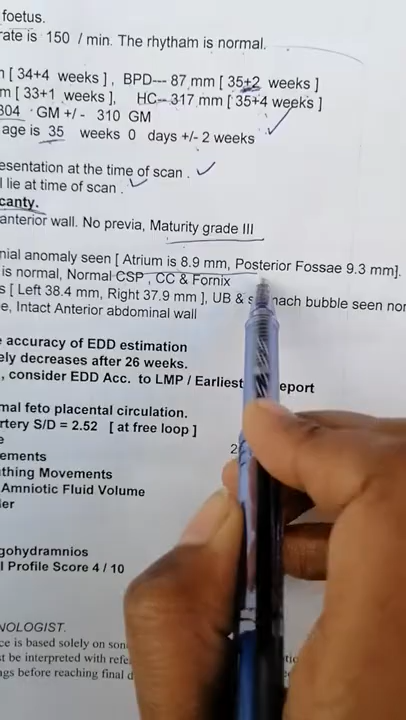 foetus.
rate is 150 / min. The rhytham is normal.
[ 34+4 weeks ], BPD--- 87 mm [ 35+2 weeks ]
m [ 33+1 weeks ], HC--- 317 mm [ 35+4 weeks ]
304 GM +/- 310 GM
age is 35 weeks 0 days +/- 2 weeks
esentation at the time of scan .
l lie at time of scan .
canty.
anterior wall. No previa, Maturity grade III
nial anomaly seen [ Atrium is 8.9 mm, Posterior Fossae 9.3 mm].
is normal, Normal CSP , CC & Fornix
s [ Left 38.4 mm, Right 37.9 mm ], UB & bubble seen nor
e, Intact Anterior abdominal wall
accuracy of EDD estimation
ely decreases after 26 weeks.
, consider EDD Acc. to LMP / Earliest eport
mal feto placental circulation.
rtery S/D = 2.52 [ at free loop ]
e
ements
thing Movements
Amniotic Fluid Volume
ler
gohydramnios
l Profile Score 4 / 10
NOLOGIST.
ce is based solely on son
st be interpreted with refe
gs before reaching final d